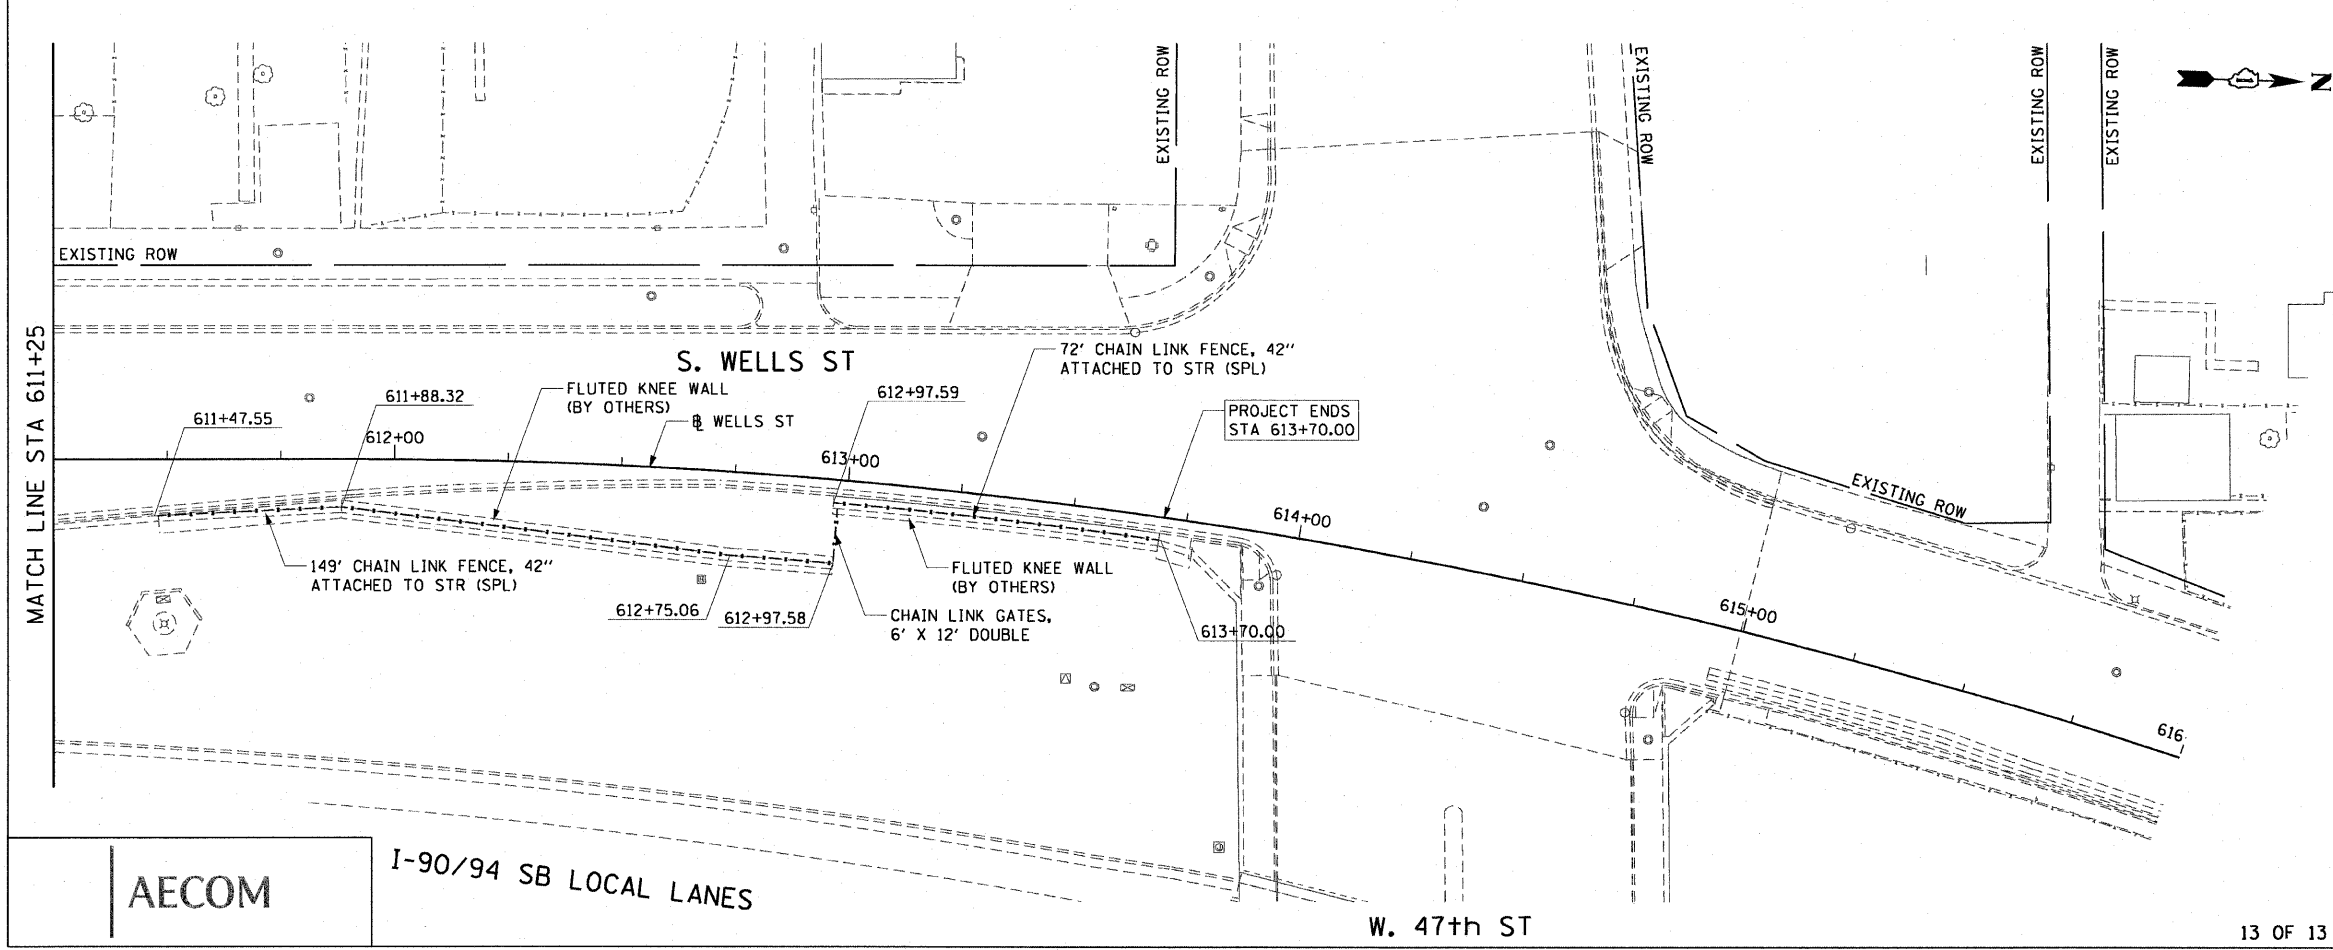 EXISTING ROW
EXISTING ROW
EXISTING ROW
EXISTING ROW
N
EXISTING ROW
MATCH LINE STA 611+25
S. WELLS ST
72' CHAIN LINK FENCE, 42"
ATTACHED TO STR (SPL)
FLUTED KNEE WALL
(BY OTHERS)
611+88.32
612+97.59
611+47.55
℄ WELLS ST
PROJECT ENDS
STA 613+70.00
612+00
613+00
614+00
EXISTING ROW
149' CHAIN LINK FENCE, 42"
ATTACHED TO STR (SPL)
FLUTED KNEE WALL
(BY OTHERS)
612+75.06
612+97.58
CHAIN LINK GATES,
6' X 12' DOUBLE
613+70.00
615+00
616
I-90/94 SB LOCAL LANES
AECOM
W. 47th ST
13 OF 13